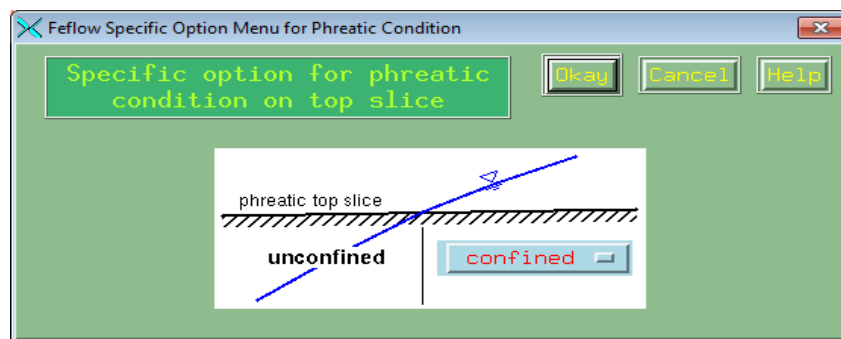 Feflow Specific Option Menu for Phreatic Condition
Specific option for phreatic
condition on top slice
Okay
Cancel
Help
phreatic top slice
unconfined
confined